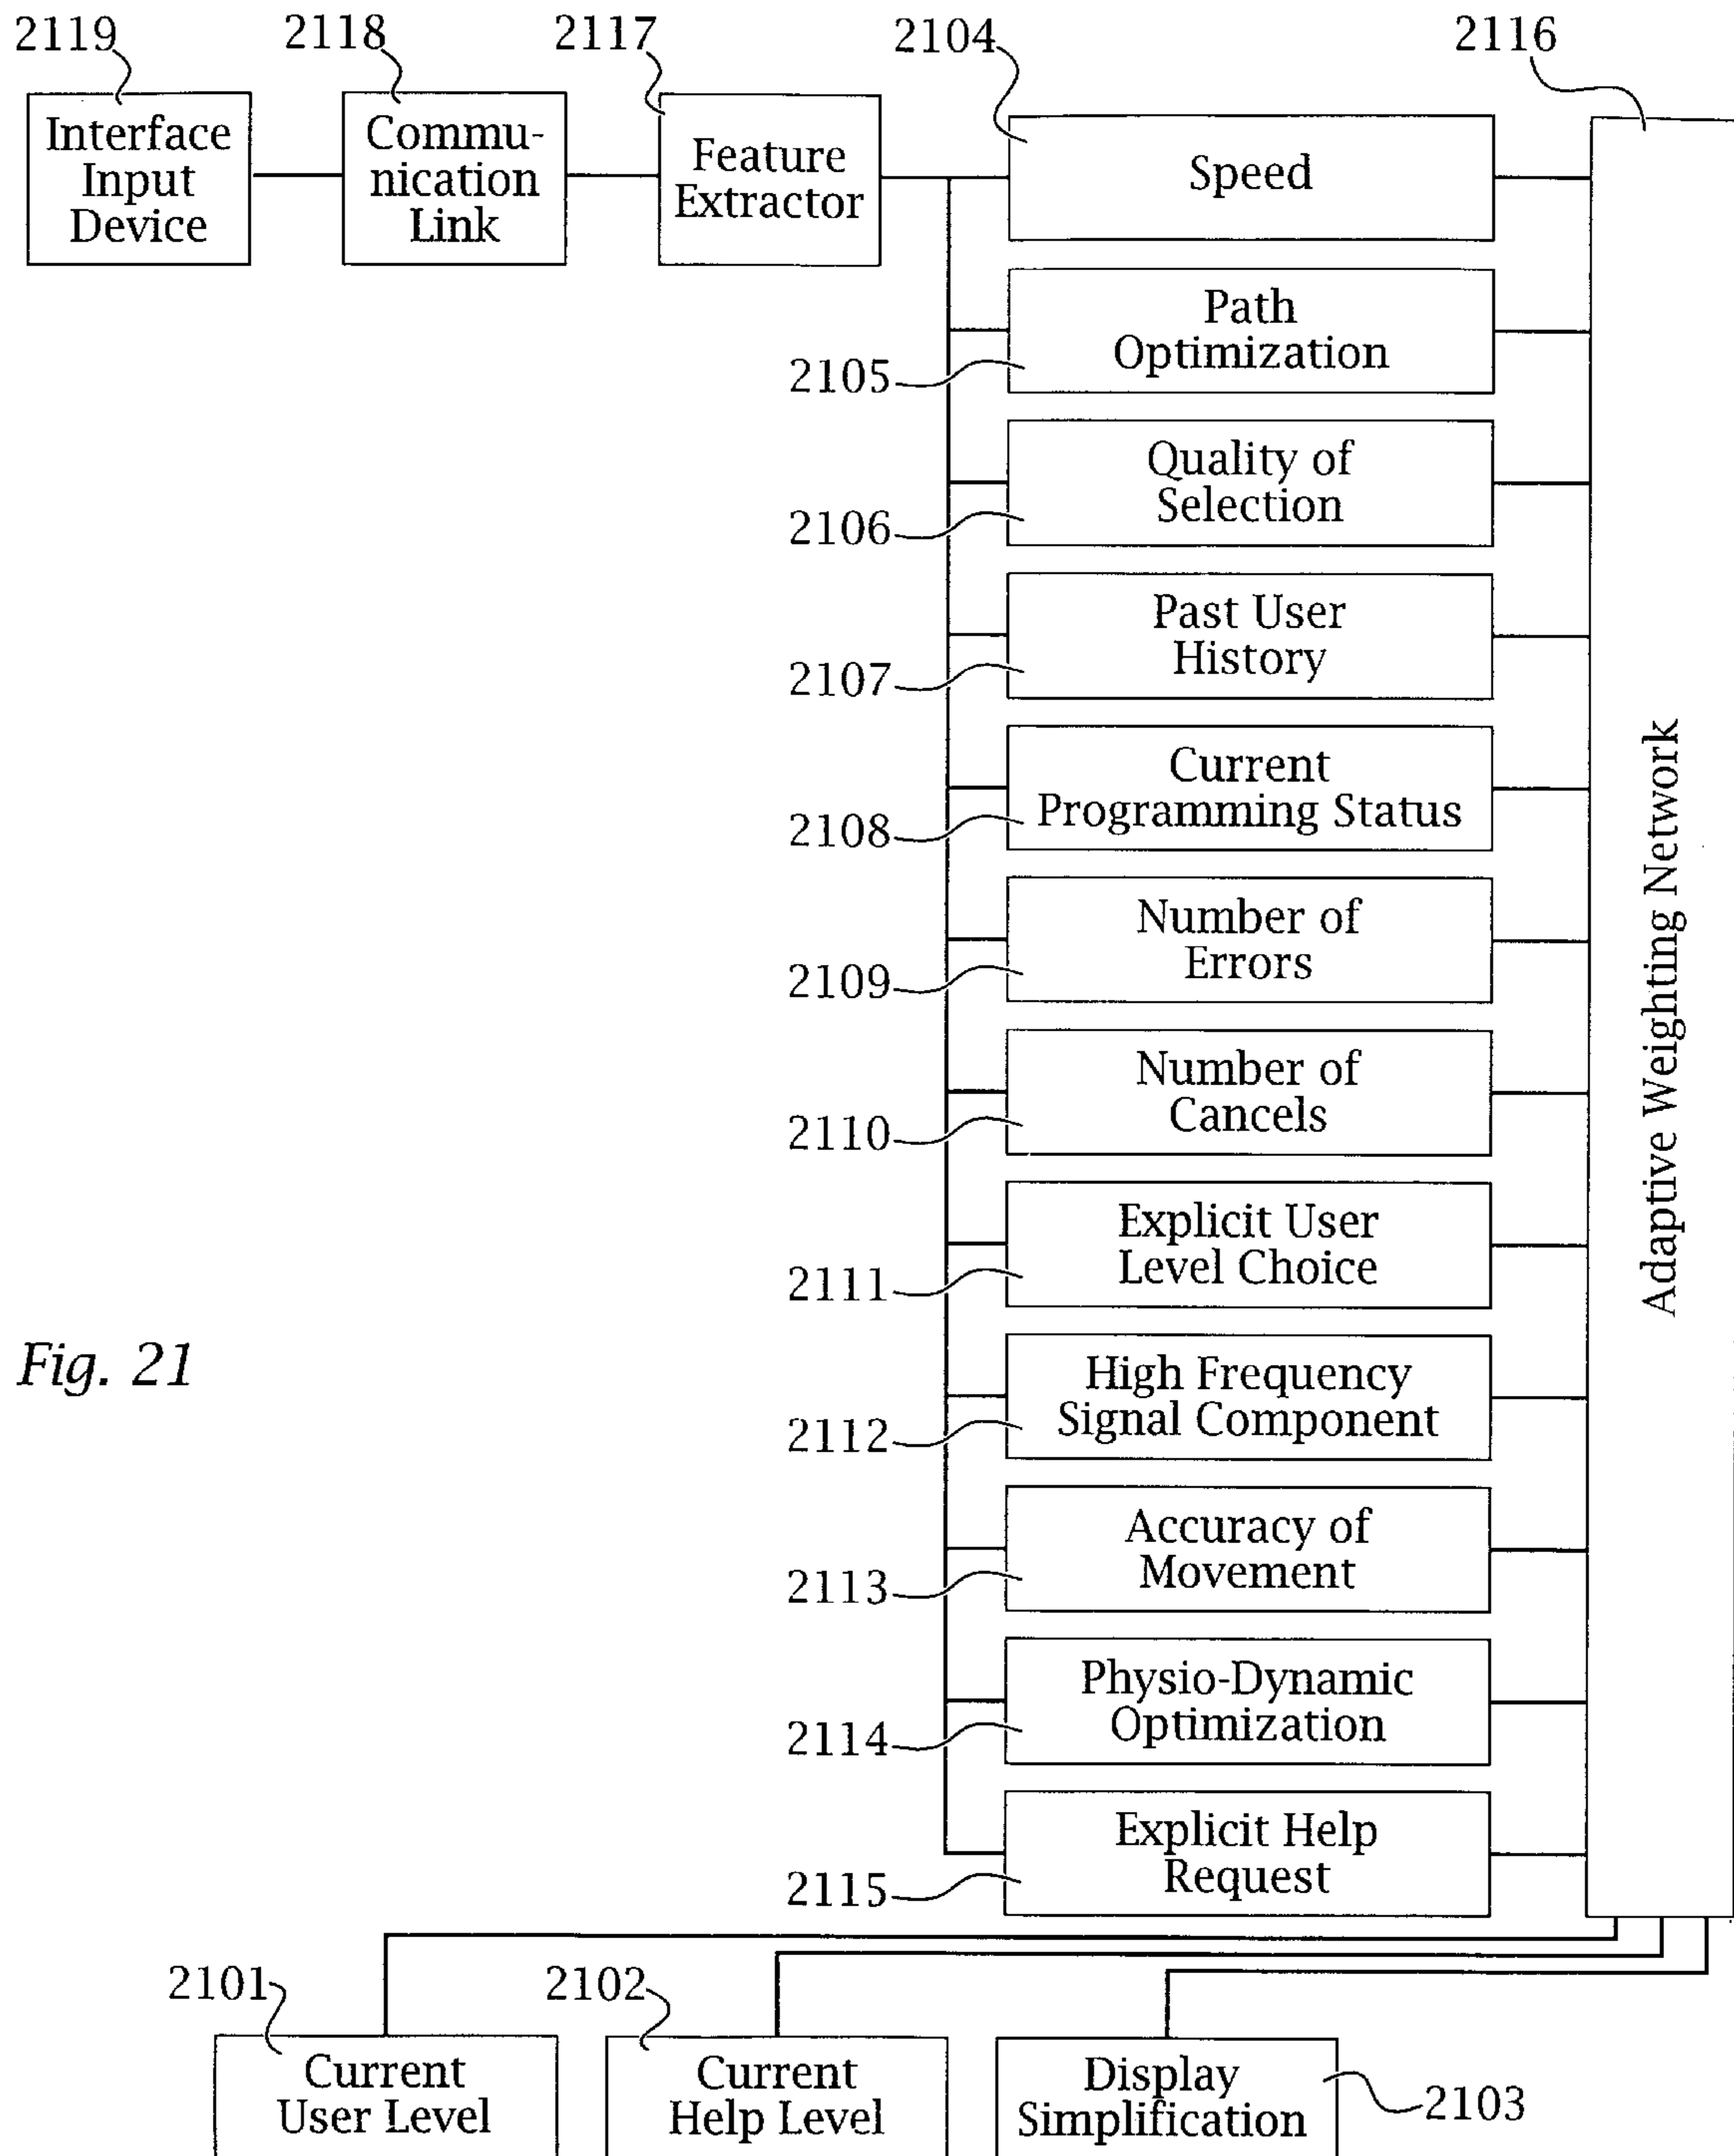 2119
2118
2117
2104
2116
Interface
Input
Device
Commu-
nication
Link
Feature
Extractor
Speed
Path
Optimization
2105
Quality of
Selection
2106
Past User
History
2107
Current
Programming Status
2108
Number of
Errors
2109
Number of
Cancels
2110
Explicit User
Level Choice
2111
High Frequency
Signal Component
2112
Accuracy of
Movement
2113
Physio-Dynamic
Optimization
2114
Explicit Help
Request
2115
Adaptive Weighting Network
Fig. 21
2101
2102
Current
User Level
Current
Help Level
Display
Simplification
2103